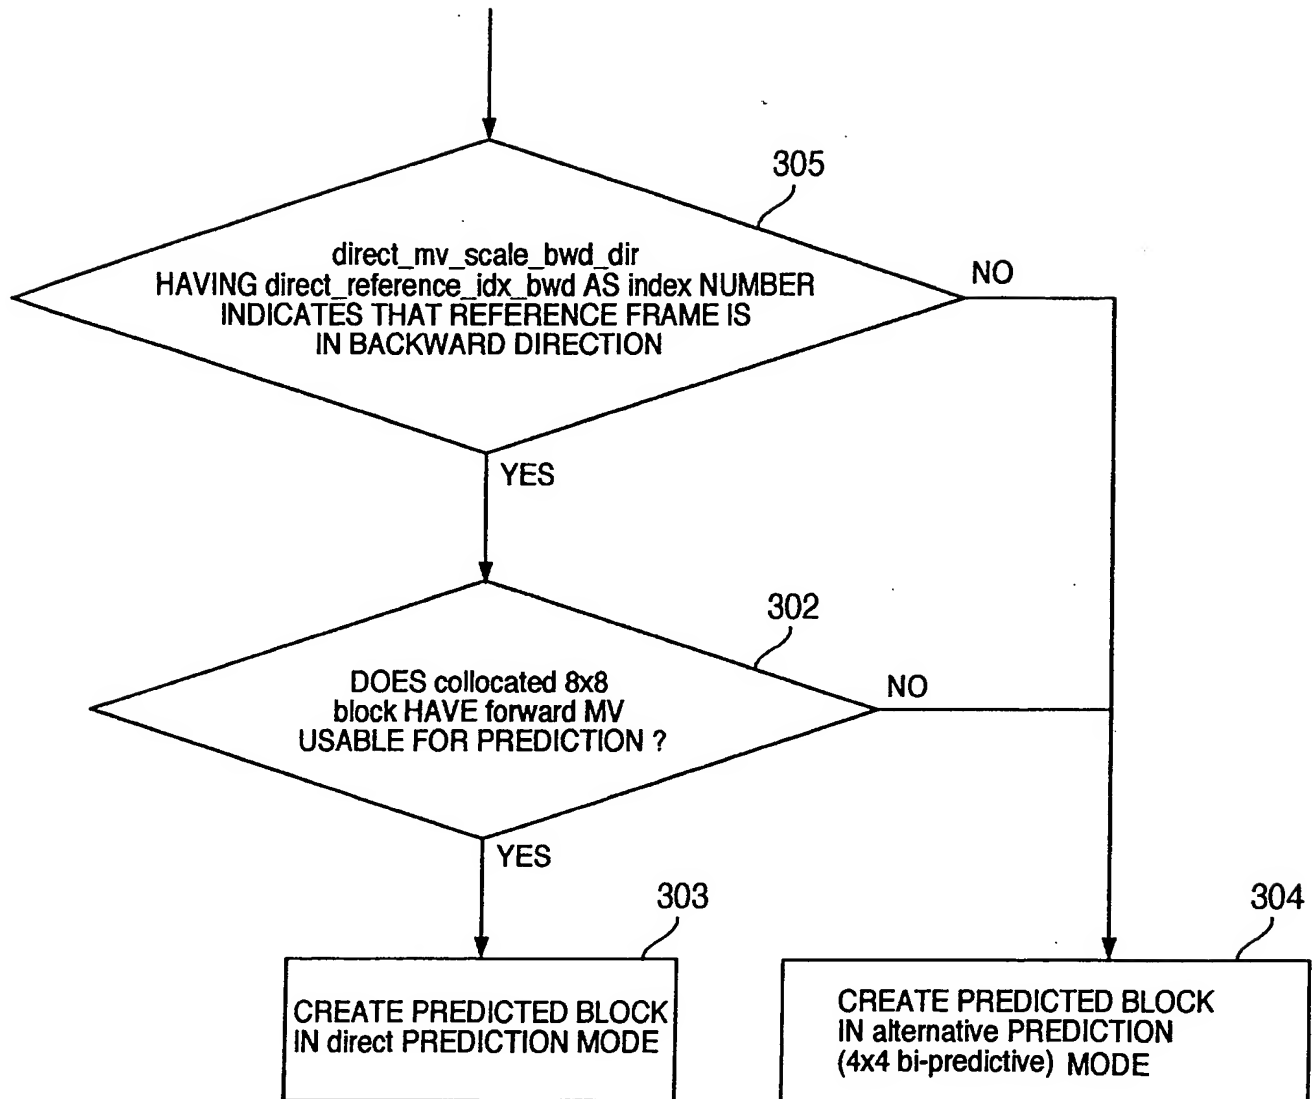 305
direct_mv_scale_bwd_dir
HAVING direct_reference_idx_bwd AS index NUMBER
INDICATES THAT REFERENCE FRAME IS
IN BACKWARD DIRECTION
NO
YES
302
DOES collocated 8x8
block HAVE forward MV
USABLE FOR PREDICTION ?
NO
YES
303
CREATE PREDICTED BLOCK
IN direct PREDICTION MODE
304
CREATE PREDICTED BLOCK
IN alternative PREDICTION
(4x4 bi-predictive) MODE